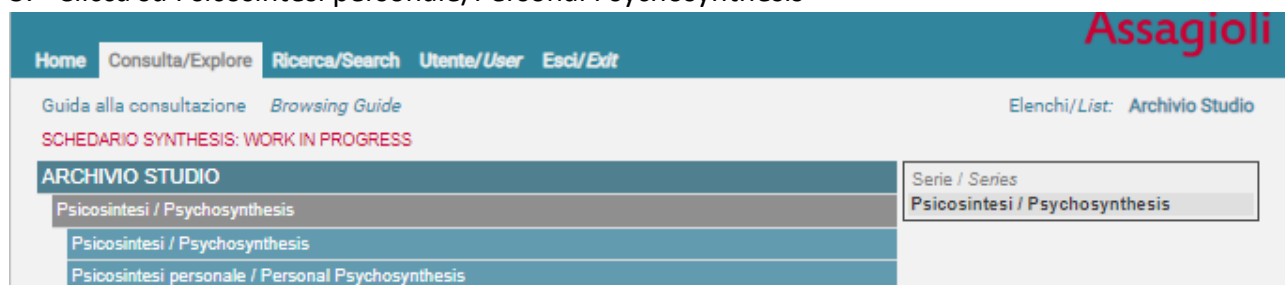 Assagioli
Home Consulta/Explore Ricerca/Search Utente/User Esci/Exit
Guida alla consultazione Browsing Guide Elenchi/List: Archivio Studio
SCHEDARIO SYNTHESIS: WORK IN PROGRESS
ARCHIVIO STUDIO
Serie / Series
Psicosintesi / Psychosynthesis
Psicosintesi / Psychosynthesis
Psicosintesi / Psychosynthesis
Psicosintesi personale / Personal Psychosynthesis